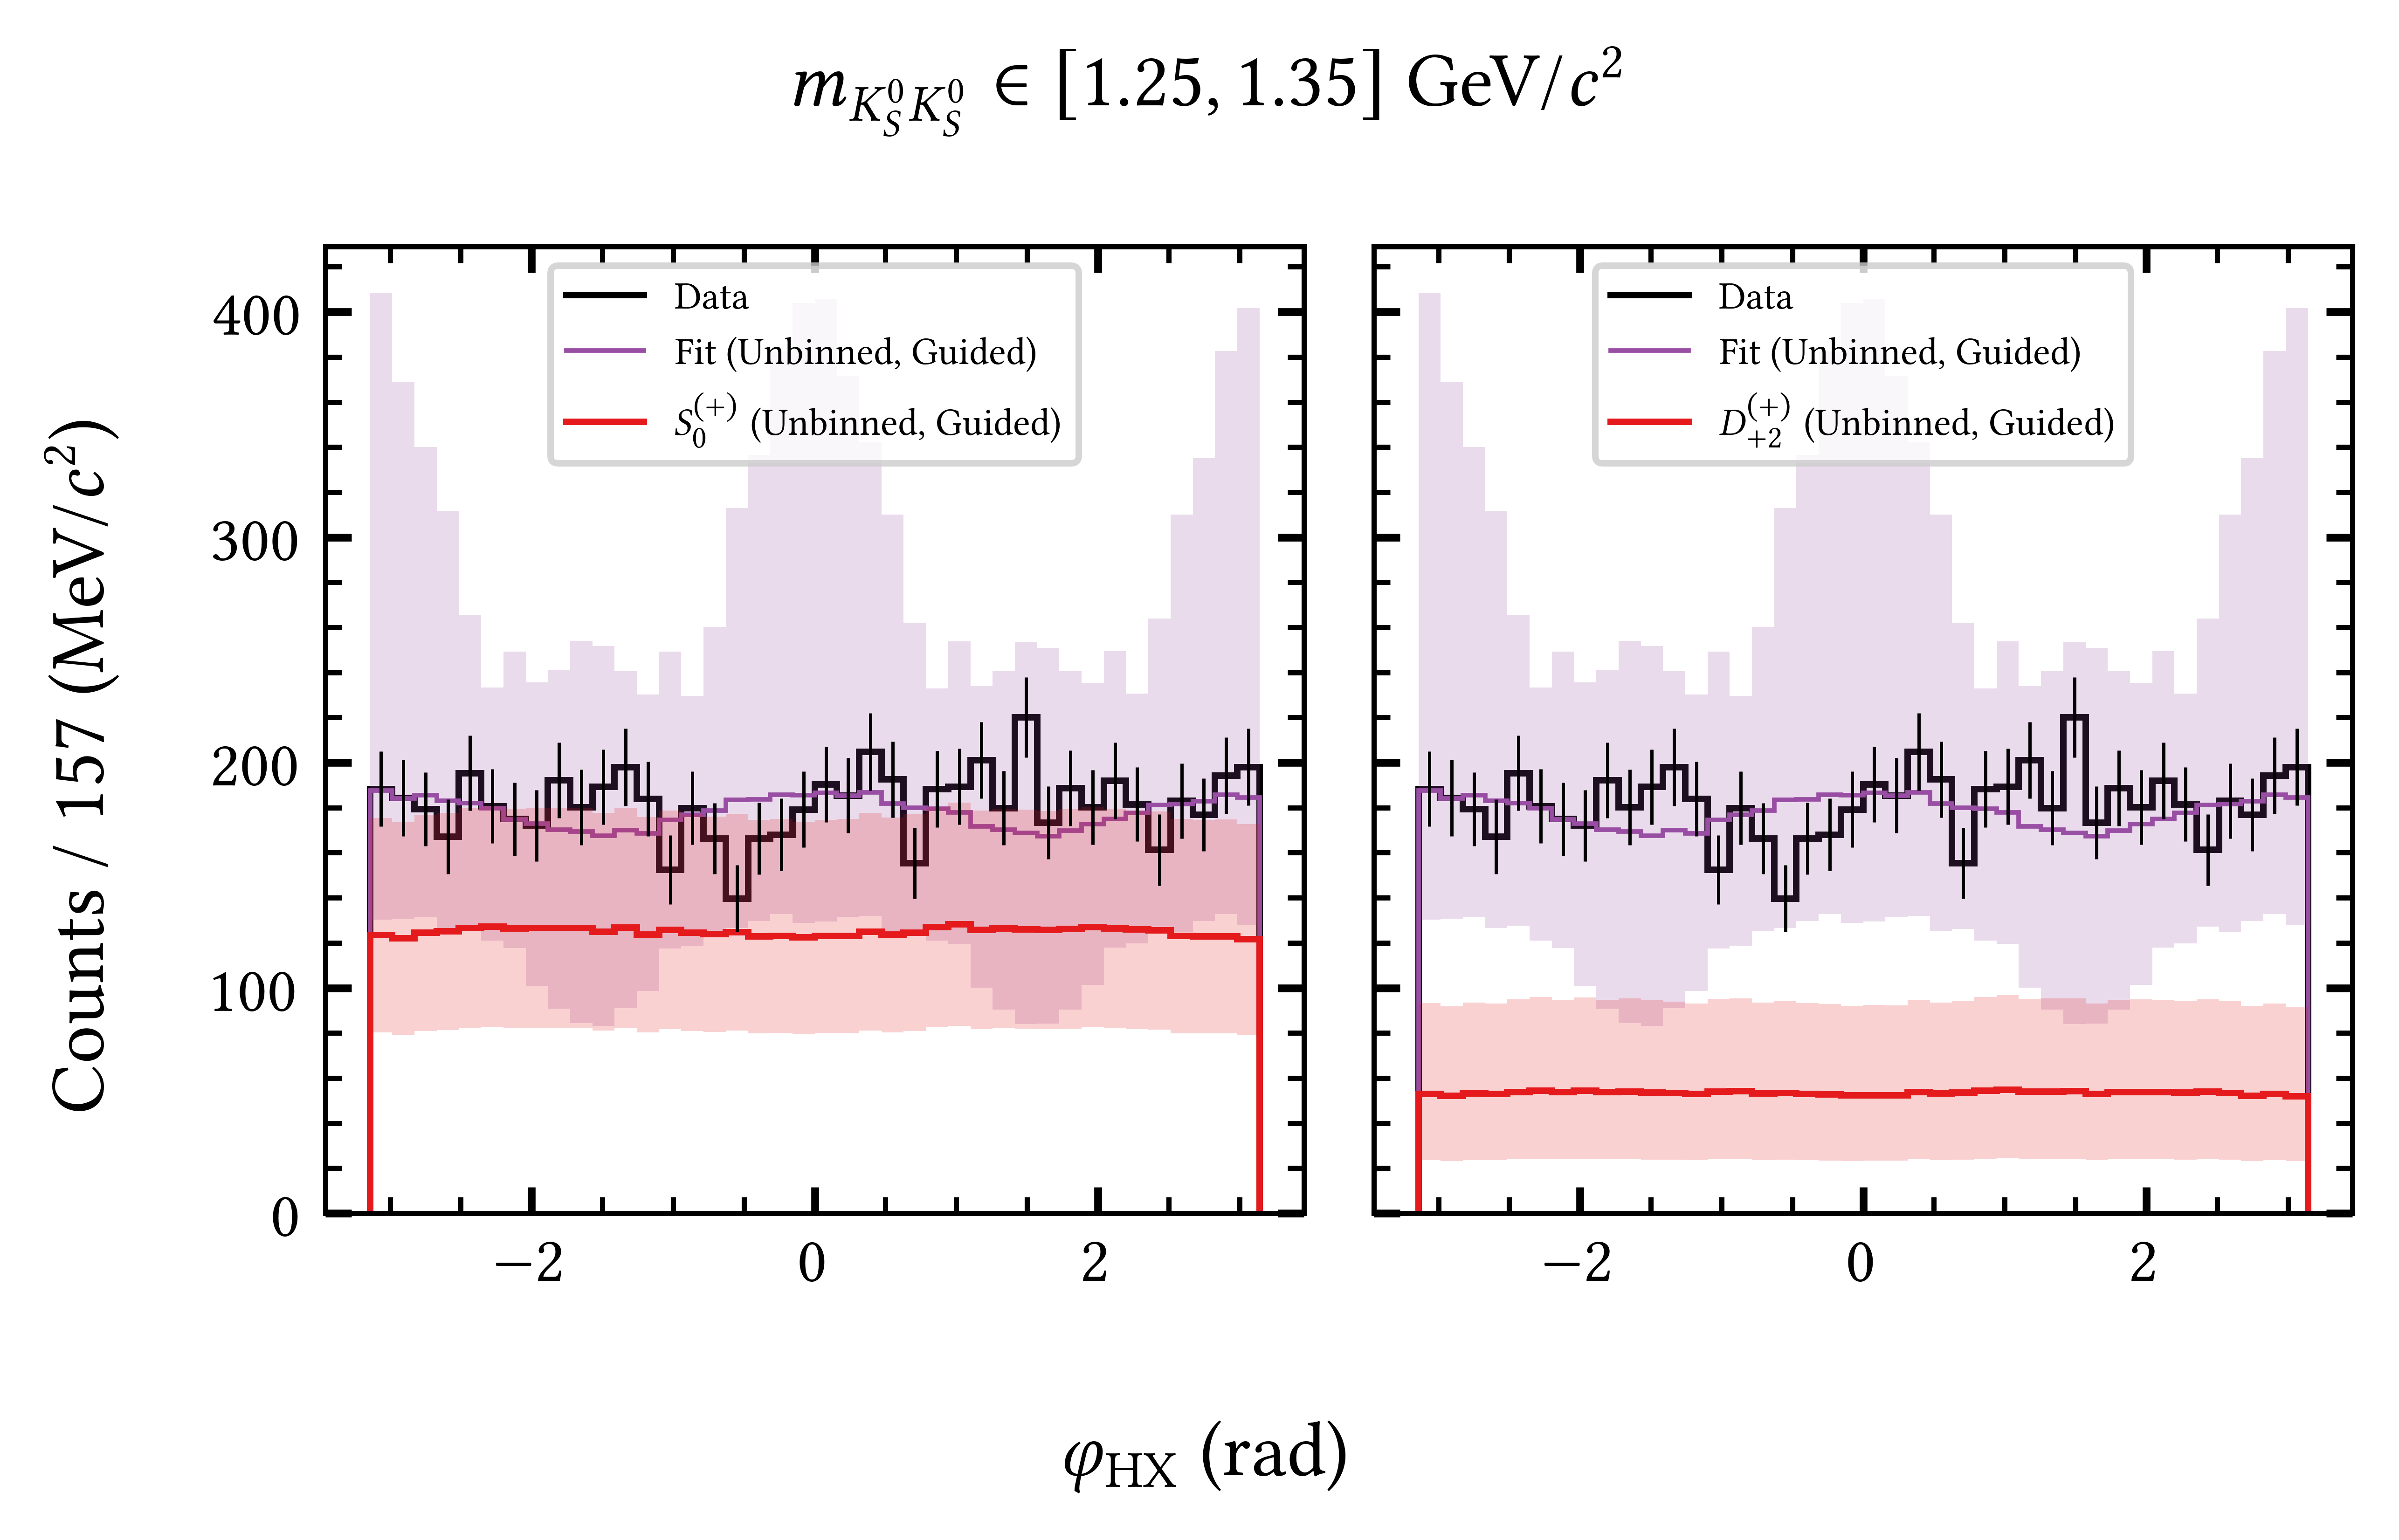 m_{K_S^0 K_S^0} ∈ [1.25, 1.35] GeV/c²
Counts / 157 (MeV/c²)
400
300
200
100
0
Data
Fit (Unbinned, Guided)
S_0^{(+)} (Unbinned, Guided)
−2
0
2
Data
Fit (Unbinned, Guided)
D_{+2}^{(+)} (Unbinned, Guided)
−2
0
2
φ_{HX} (rad)